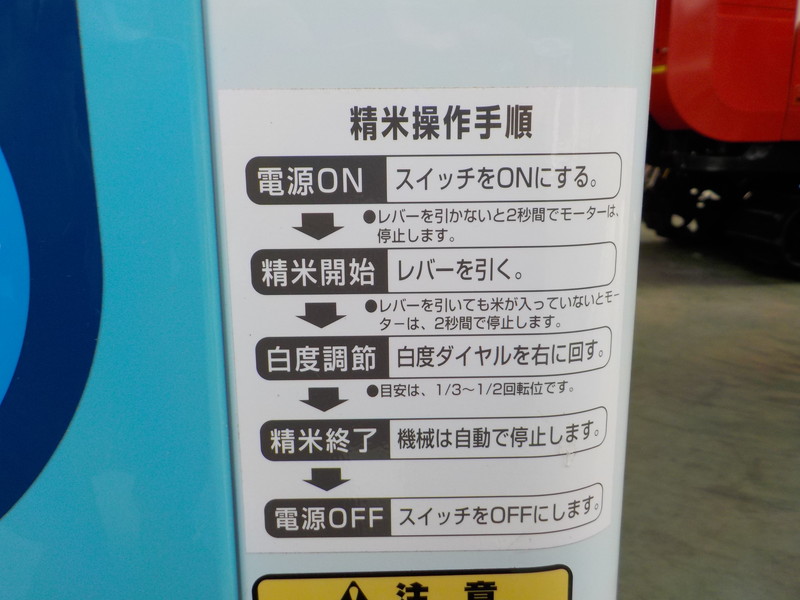 精米操作手順
電源ON スイッチをONにする。
●レバーを引かないと2秒間でモーターは、
停止します。
精米開始 レバーを引く。
●レバーを引いても米が入っていないとモー
ターは、2秒間で停止します。
白度調節 白度ダイヤルを右に回す。
●目安は、1/3～1/2回転位です。
精米終了 機械は自動で停止します。
電源OFF スイッチをOFFにします。
注意